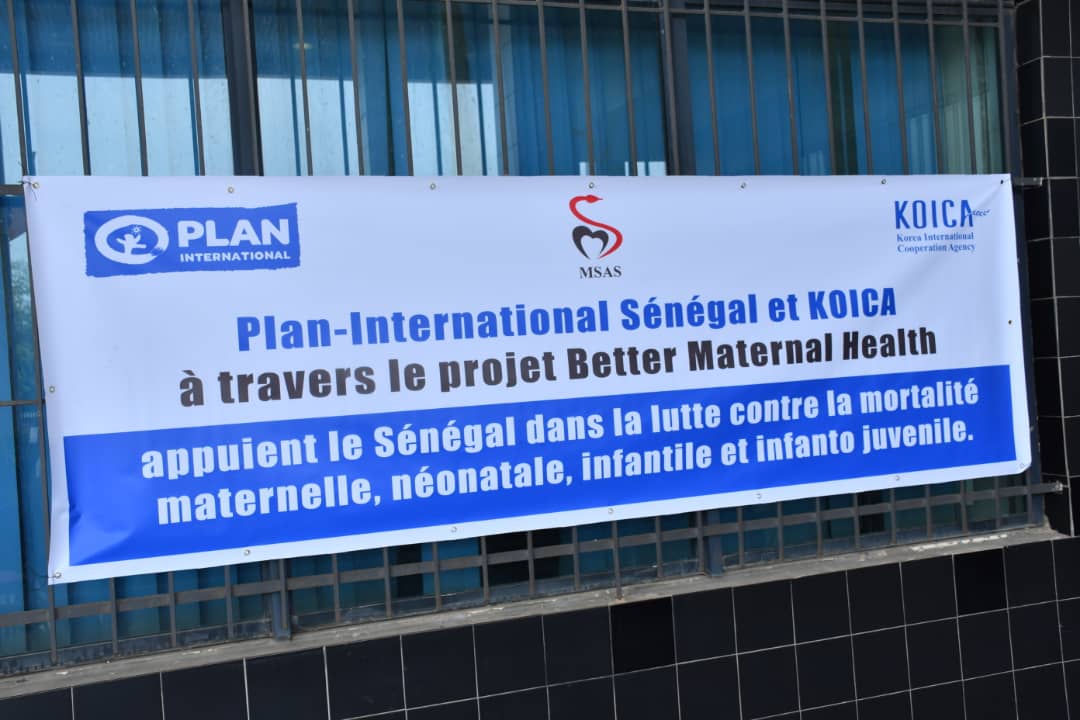 PLAN
INTERNATIONAL
MSAS
KOICA
Korea International
Cooperation Agency
Plan-International Sénégal et KOICA
à travers le projet Better Maternal Health
appuient le Sénégal dans la lutte contre la mortalité
maternelle, néonatale, infantile et infanto juvenile.